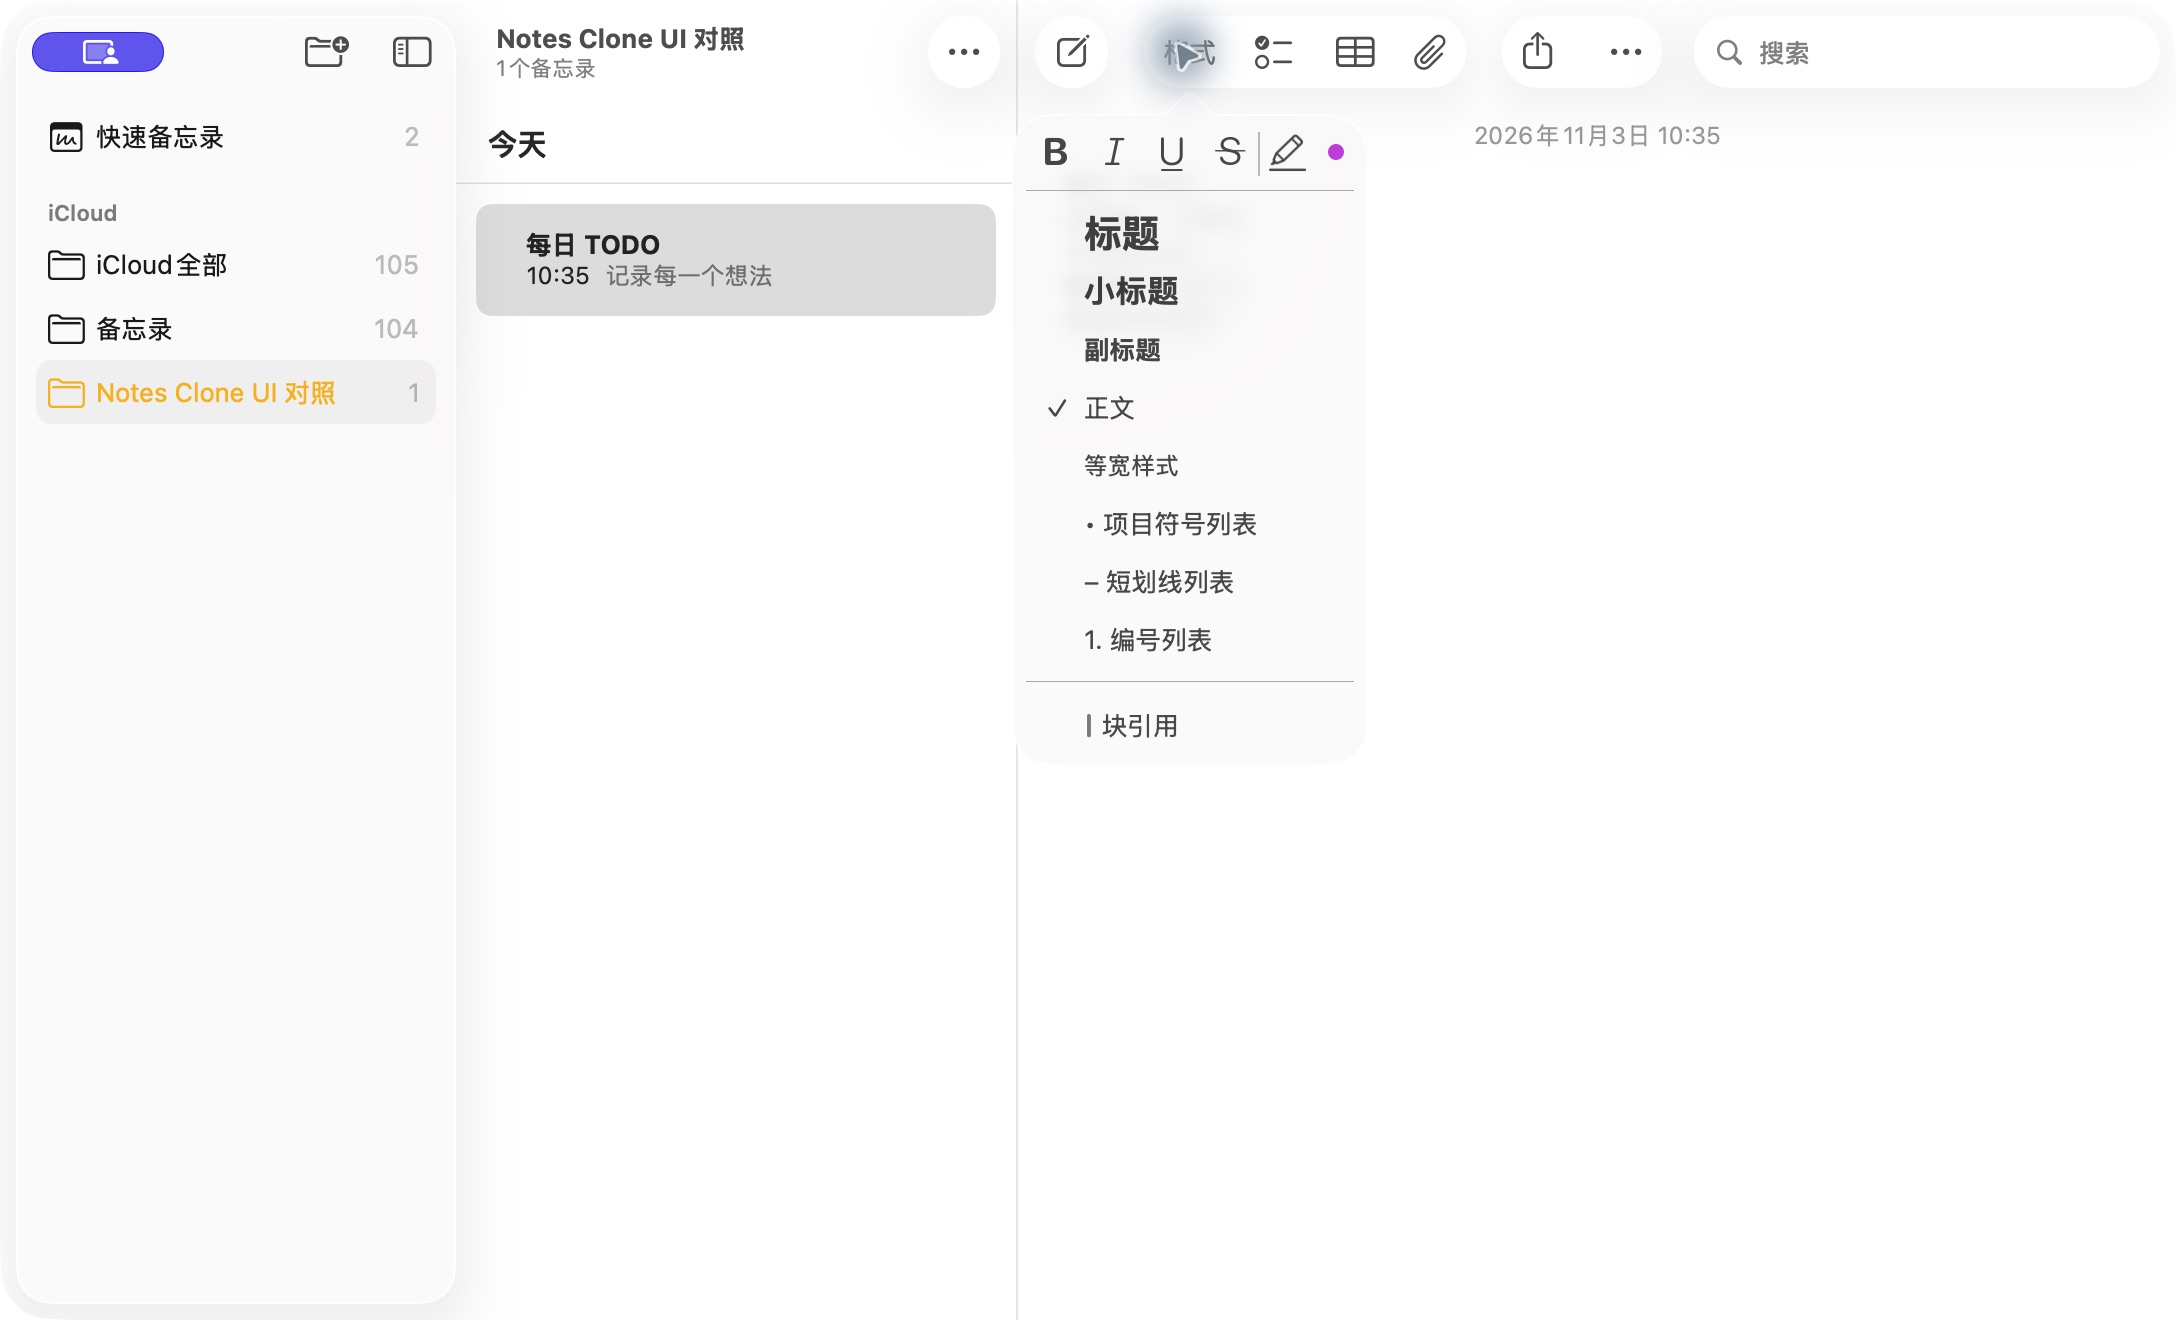 快速备忘录 2
iCloud
iCloud全部 105
备忘录 104
Notes Clone UI 对照 1
Notes Clone UI 对照
1个备忘录
今天
每日 TODO
10:35 记录每一个想法
搜索
2026年11月3日 10:35
B I U S
标题
小标题
副标题
✓ 正文
等宽样式
• 项目符号列表
– 短划线列表
1. 编号列表
块引用